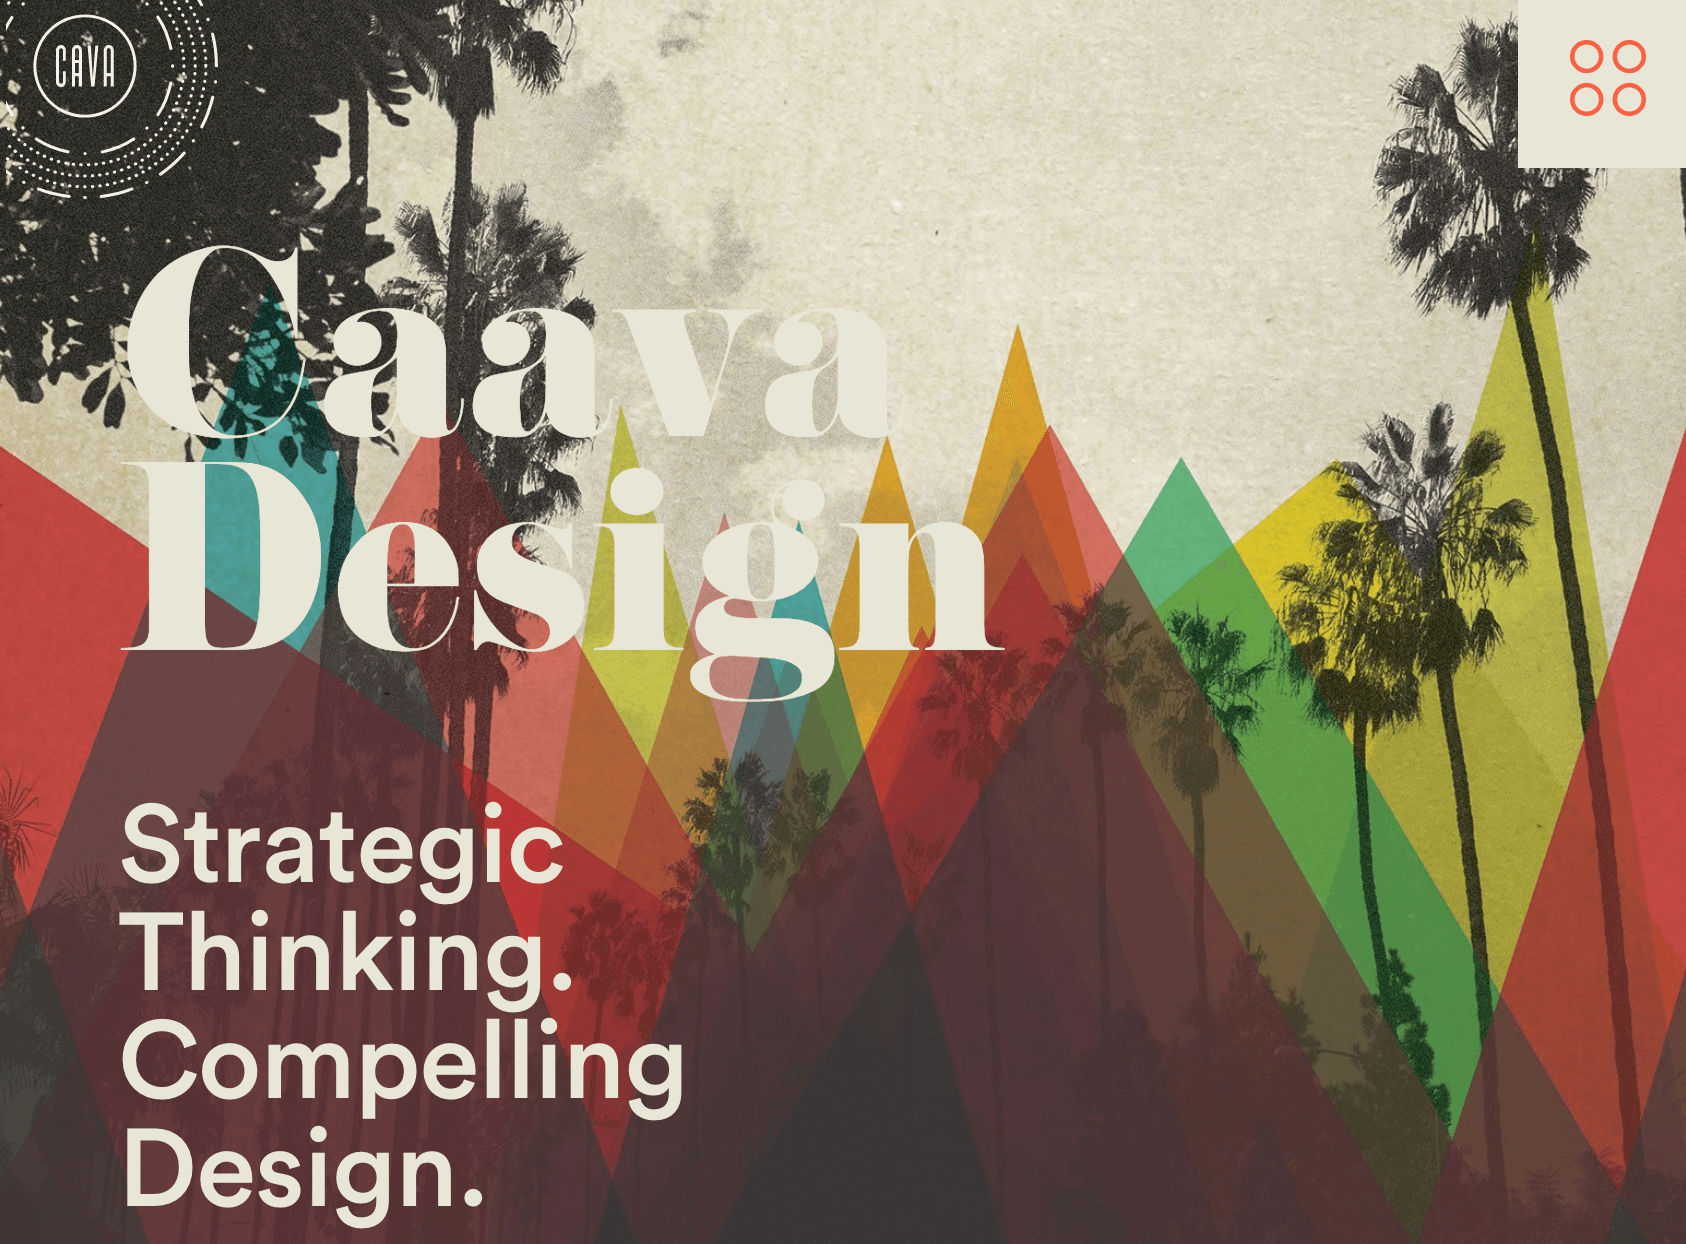 CAVA
Caava
Design
Strategic
Thinking.
Compelling
Design.